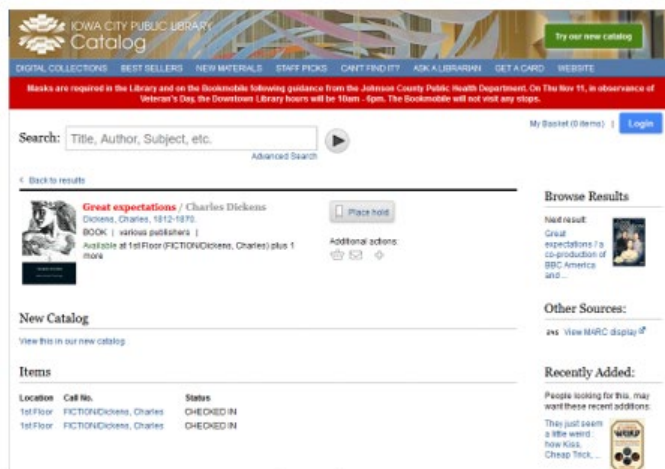 IOWA CITY PUBLIC LIBRARY
Catalog
Try our new catalog
DIGITAL COLLECTIONS BEST SELLERS NEW MATERIALS STAFF PICKS CAN'T FIND IT? ASK A LIBRARIAN GET A CARD WEBSITE
Masks are required in the Library and on the Bookmobile following guidance from the Johnson County Public Health Department. On Thu Nov 11, in observance of
Veteran's Day, the Downtown Library hours will be 10am - 6pm. The Bookmobile will not visit any stops.
My Basket (0 items) | Login
Search: Title, Author, Subject, etc.
Advanced Search
< Back to results
Great expectations / Charles Dickens
Dickens, Charles, 1812-1870.
BOOK | various publishers |
Available at 1st Floor (FICTION/Dickens, Charles) plus 1
more
Place hold
Additional actions:
New Catalog
View this in our new catalog
Items
Location Call No. Status
1st Floor FICTION/Dickens, Charles CHECKED IN
1st Floor FICTION/Dickens, Charles CHECKED IN
Browse Results
Next result:
Great
expectations / a
co-production of
BBC America
and...
Other Sources:
View MARC display
Recently Added:
People looking for this, may
want these recent additions:
They just seem
a little weird :
how Kiss,
Cheap Trick, ...